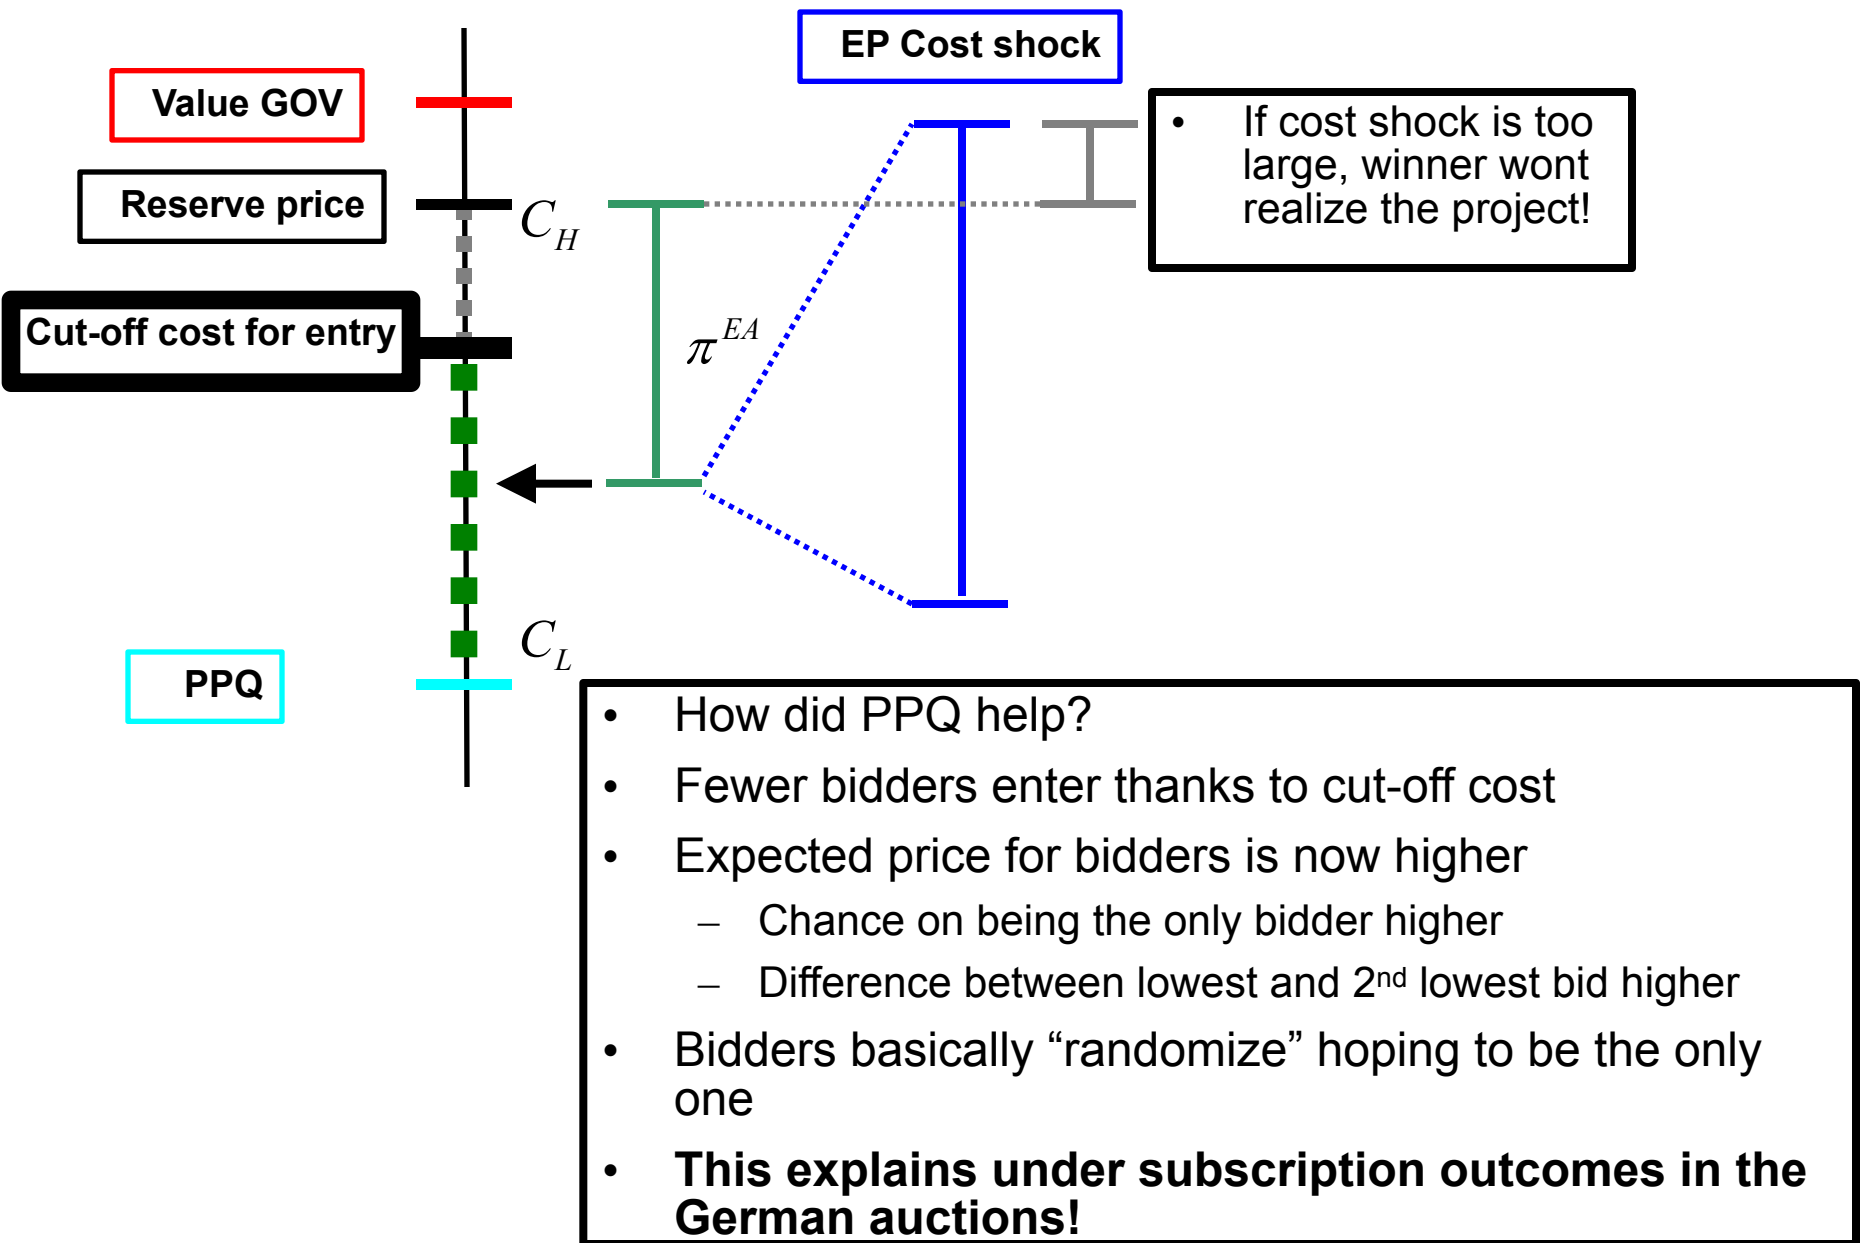 EP Cost shock
Value GOV
• If cost shock is too
large, winner wont
realize the project!
Reserve price
C_H
Cut-off cost for entry
π^EA
C_L
PPQ
• How did PPQ help?
• Fewer bidders enter thanks to cut-off cost
• Expected price for bidders is now higher
– Chance on being the only bidder higher
– Difference between lowest and 2nd lowest bid higher
• Bidders basically “randomize” hoping to be the only
one
• This explains under subscription outcomes in the
German auctions!